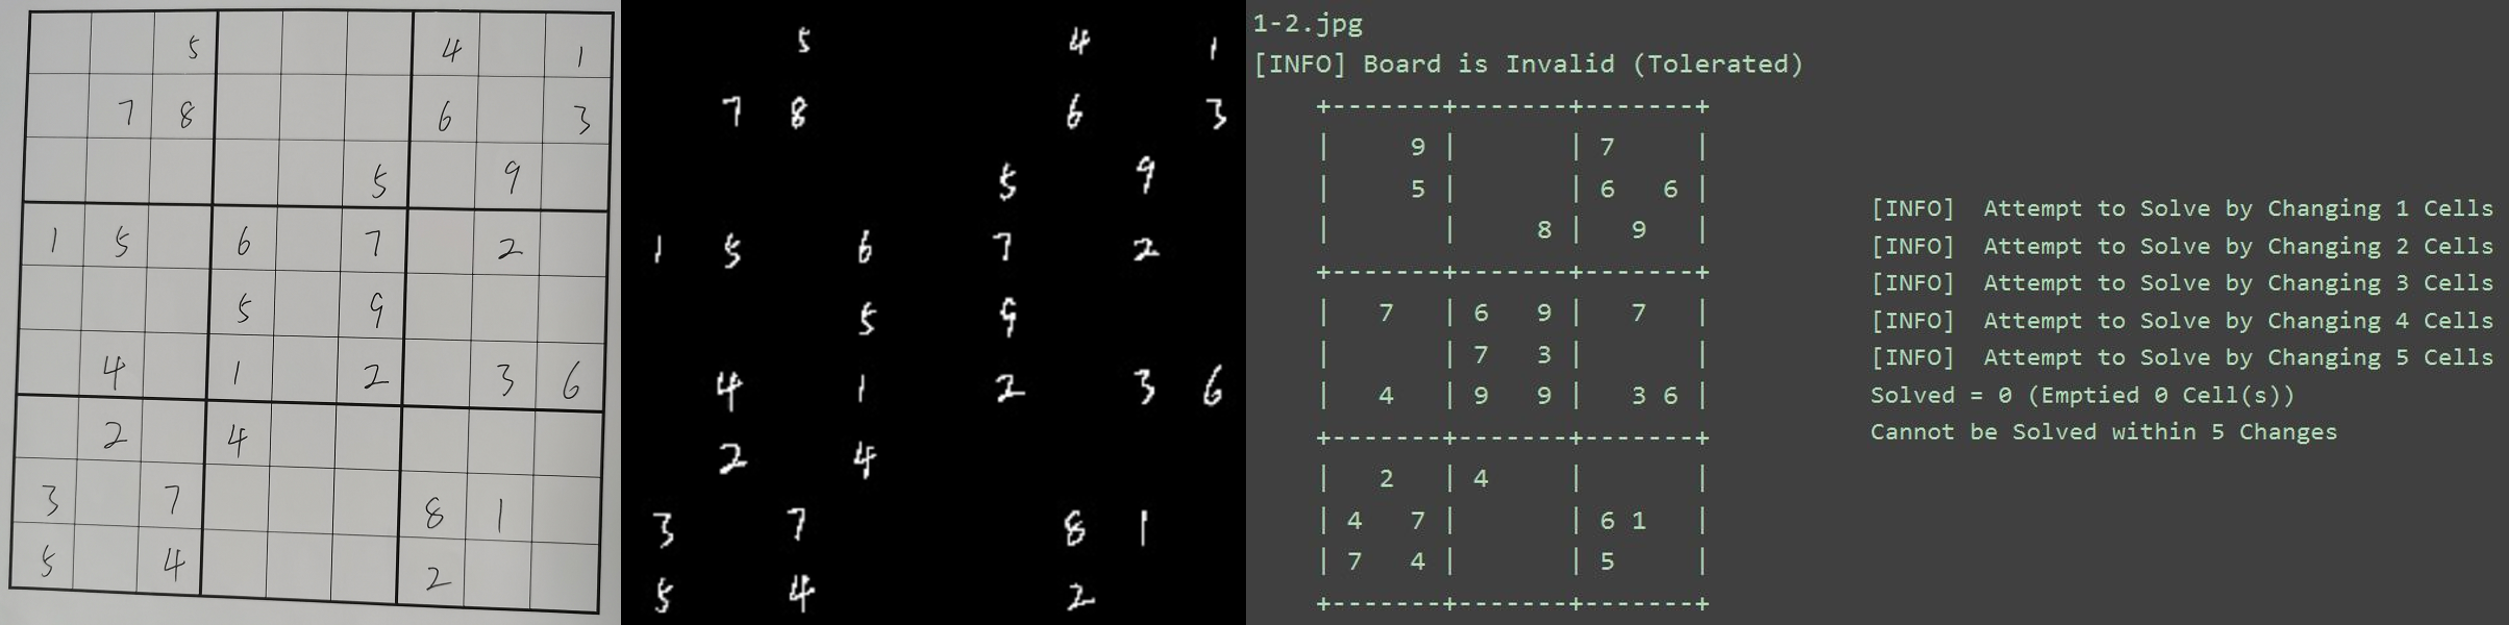 5 4 1
7 8 6 3
5 9
1 5 6 7 2
5 9
4 1 2 3 6
2 4
3 7 8 1
5 4 2
5 4 1
7 8 6 3
5 9
1 5 6 7 2
5 9
4 1 2 3 6
2 4
3 7 8 1
5 4 2
1-2.jpg
[INFO] Board is Invalid (Tolerated)
+-------+-------+-------+
|     9 |       | 7     |
|     5 |       | 6   6 |
|       |     8 |   9   |
+-------+-------+-------+
|   7   | 6   9 |   7   |
|       | 7   3 |       |
|   4   | 9   9 |   3 6 |
+-------+-------+-------+
|   2   | 4     |       |
| 4   7 |       | 6 1   |
| 7   4 |       | 5     |
+-------+-------+-------+
[INFO]  Attempt to Solve by Changing 1 Cells
[INFO]  Attempt to Solve by Changing 2 Cells
[INFO]  Attempt to Solve by Changing 3 Cells
[INFO]  Attempt to Solve by Changing 4 Cells
[INFO]  Attempt to Solve by Changing 5 Cells
Solved = 0 (Emptied 0 Cell(s))
Cannot be Solved within 5 Changes